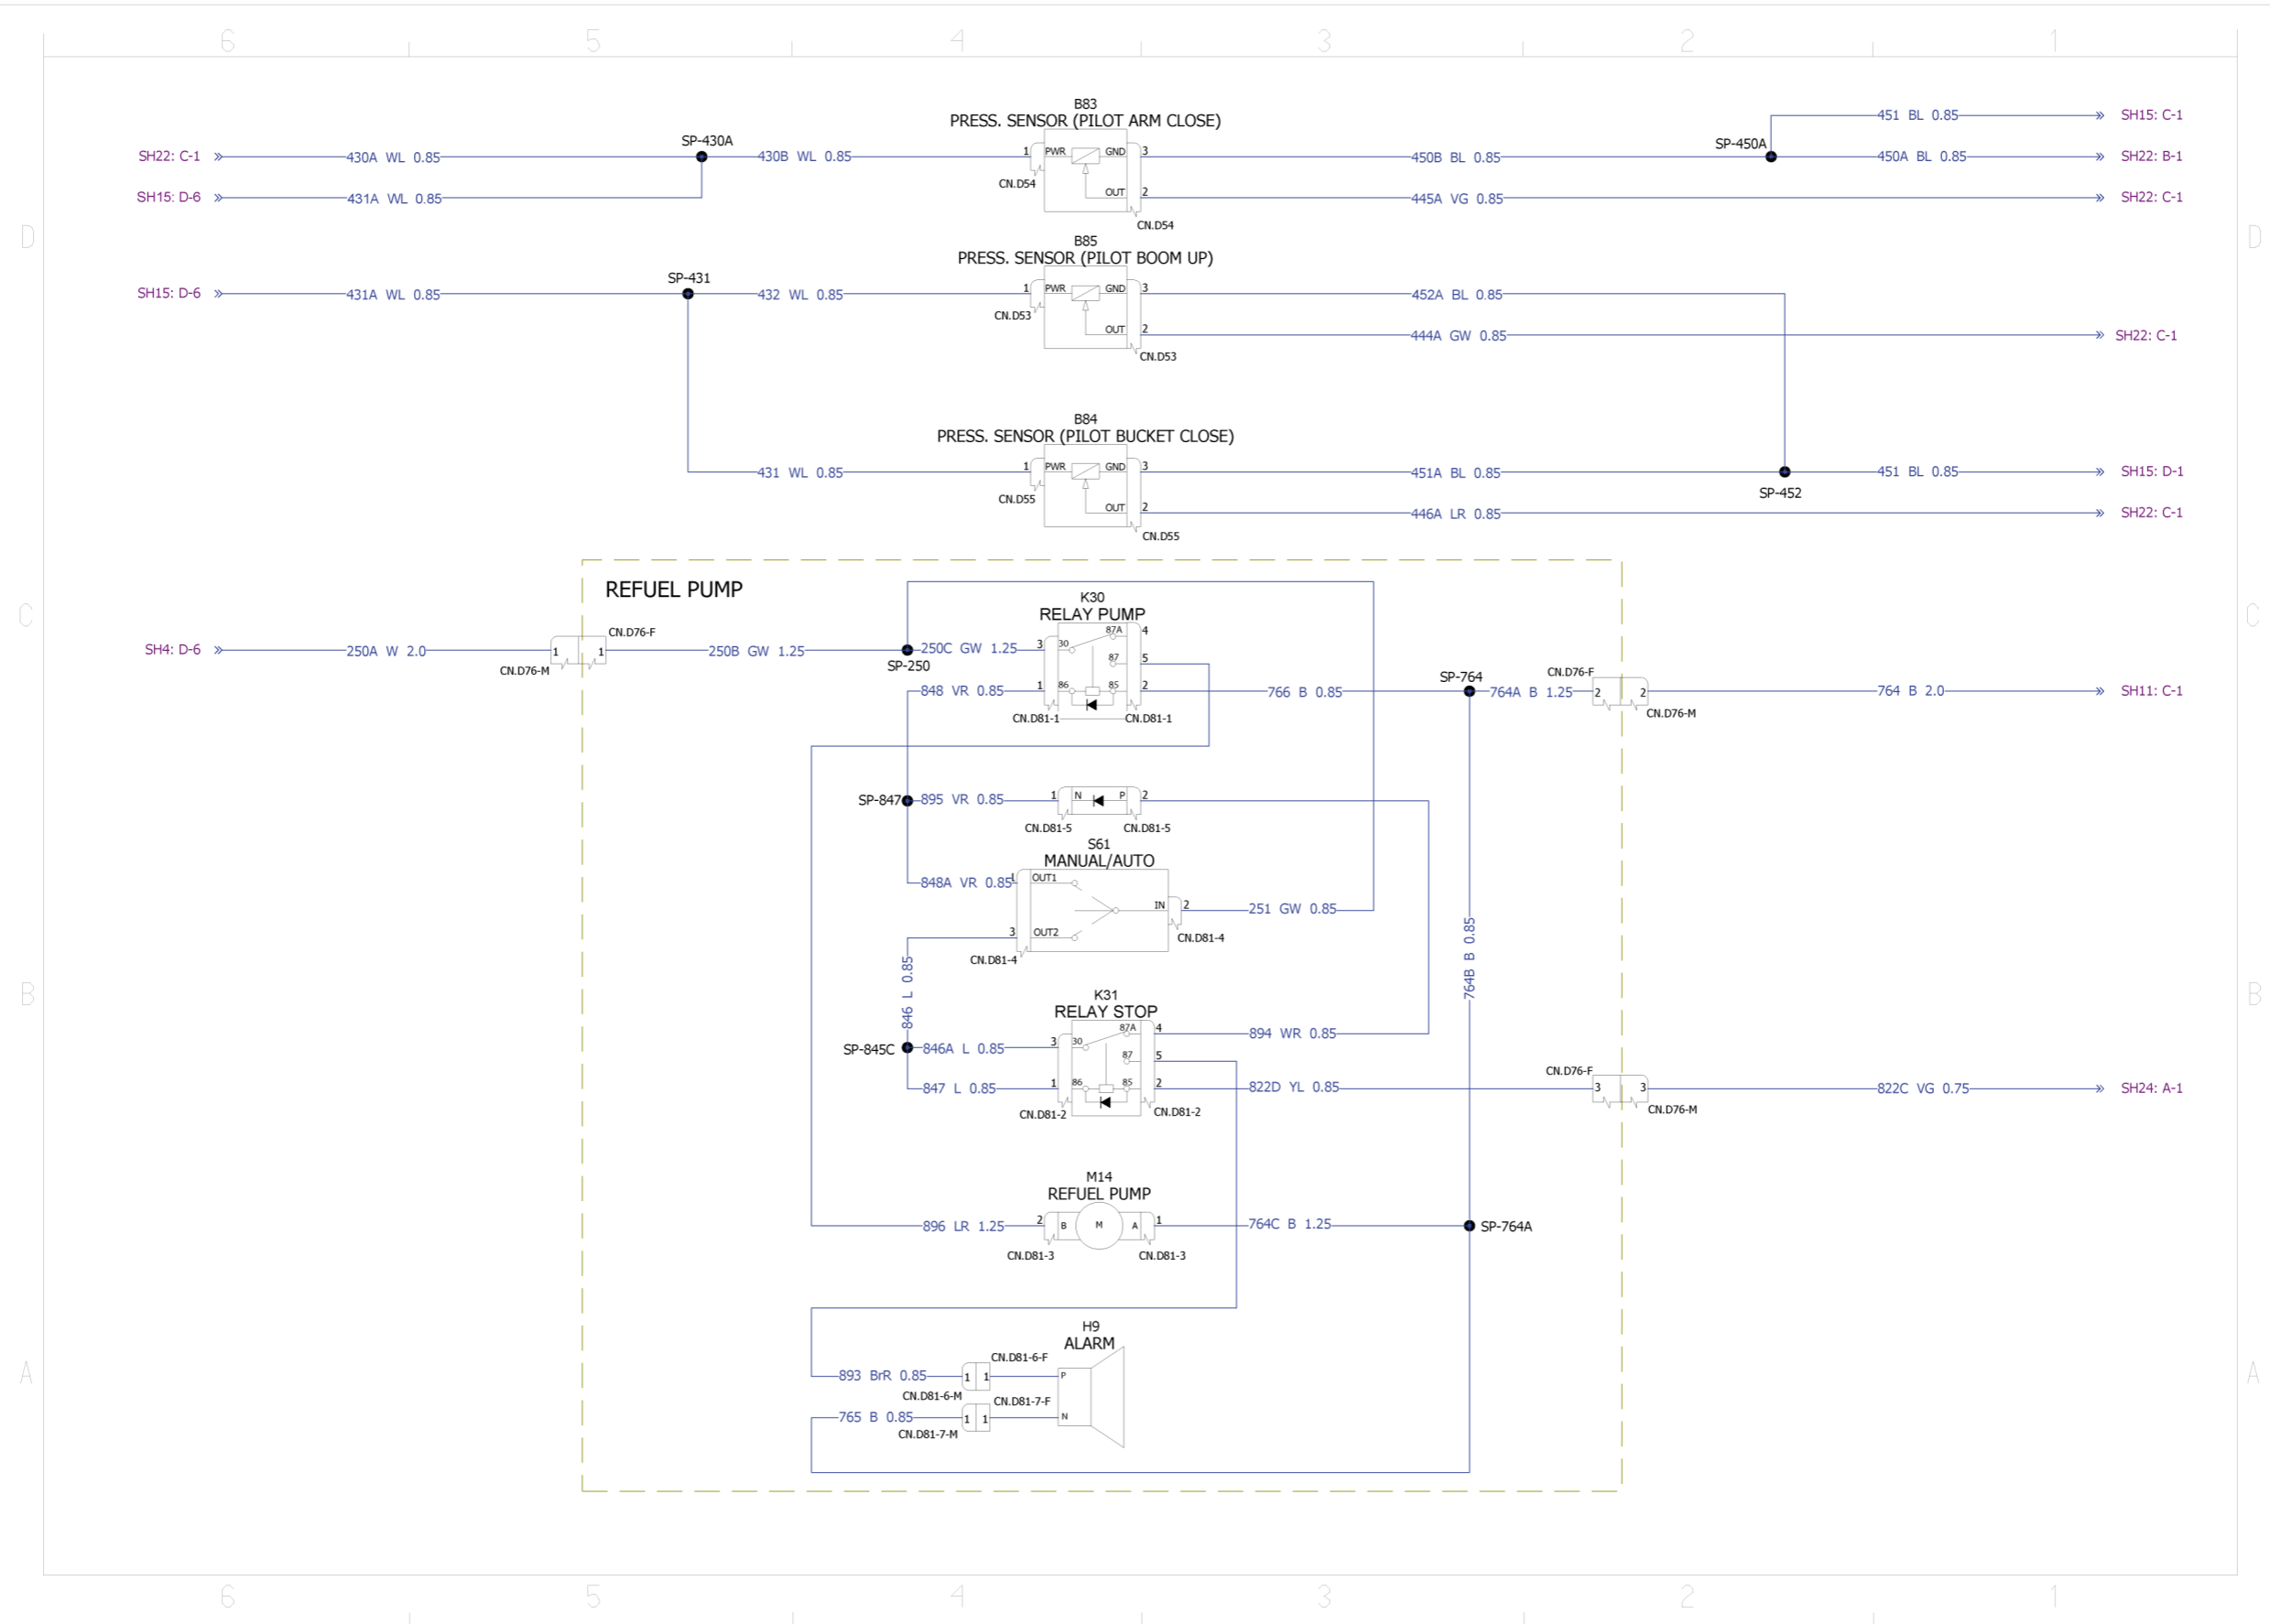 6 5 4 3 2 1
B83
PRESS. SENSOR (PILOT ARM CLOSE)
451 BL 0.85 SH15: C-1
SP-430A
SP-450A
SH22: C-1 430A WL 0.85 430B WL 0.85 1 PWR GND 3 450B BL 0.85 450A BL 0.85 SH22: B-1
CN.D54
SH15: D-6 431A WL 0.85 OUT 2 445A VG 0.85 SH22: C-1
CN.D54
D D
B85
PRESS. SENSOR (PILOT BOOM UP)
SP-431
SH15: D-6 431A WL 0.85 432 WL 0.85 1 PWR GND 3 452A BL 0.85
CN.D53
OUT 2 444A GW 0.85 SH22: C-1
CN.D53
B84
PRESS. SENSOR (PILOT BUCKET CLOSE)
431 WL 0.85 1 PWR GND 3 451A BL 0.85 451 BL 0.85 SH15: D-1
CN.D55 SP-452
OUT 2 446A LR 0.85 SH22: C-1
CN.D55
REFUEL PUMP
K30
RELAY PUMP
C C
CN.D76-F 87A 4
SH4: D-6 250A W 2.0 1 1 250B GW 1.25 250C GW 1.25 3 30
CN.D76-M SP-250 87 5
SP-764 CN.D76-F
848 VR 0.85 1 86 85 2 766 B 0.85 764A B 1.25 2 2 764 B 2.0 SH11: C-1
CN.D81-1 CN.D81-1 CN.D76-M
SP-847 895 VR 0.85 1 N P 2
CN.D81-5 CN.D81-5
S61
MANUAL/AUTO
848A VR 0.85 1 OUT1
IN 2 251 GW 0.85
3 OUT2 CN.D81-4
CN.D81-4
846 L 0.85
764B B 0.85
B B
K31
RELAY STOP
87A 4 894 WR 0.85
SP-845C 846A L 0.85 3 30
87 5
CN.D76-F
847 L 0.85 1 86 85 2 822D YL 0.85 3 3 822C VG 0.75 SH24: A-1
CN.D81-2 CN.D81-2 CN.D76-M
M14
REFUEL PUMP
896 LR 1.25 2 B M A 1 764C B 1.25 SP-764A
CN.D81-3 CN.D81-3
H9
ALARM
CN.D81-6-F
A A
893 BrR 0.85 1 1 P
CN.D81-6-M CN.D81-7-F
765 B 0.85 1 1 N
CN.D81-7-M
6 5 4 3 2 1